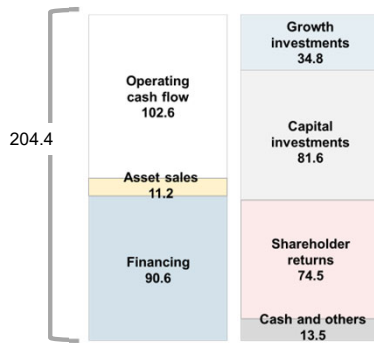 204.4
Operating
cash flow
102.6
Asset sales
11.2
Financing
90.6
Growth
investments
34.8
Capital
investments
81.6
Shareholder
returns
74.5
Cash and others
13.5